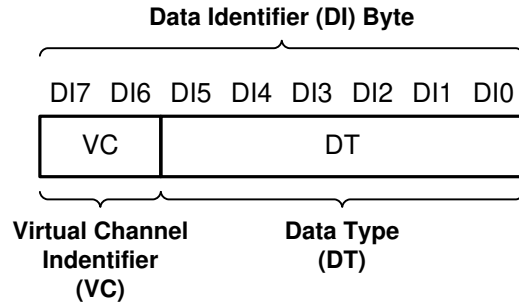 Data Identifier (DI) Byte
DI7 DI6 DI5 DI4 DI3 DI2 DI1 DI0
VC DT
Virtual Channel Data Type
Indentifier (DT)
(VC)